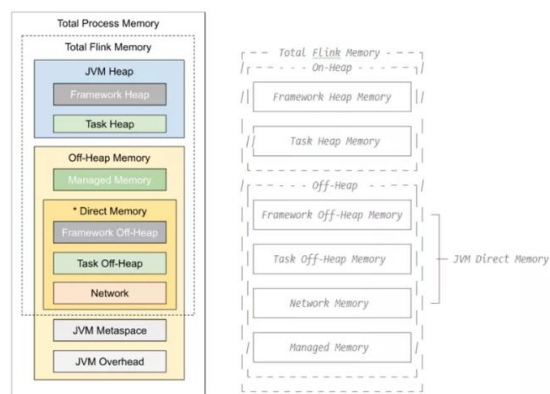 Total Process Memory
Total Flink Memory
JVM Heap
Framework Heap
Task Heap
Off-Heap Memory
Managed Memory
* Direct Memory
Framework Off-Heap
Task Off-Heap
Network
JVM Metaspace
JVM Overhead
Total Flink Memory
On-Heap
Framework Heap Memory
Task Heap Memory
Off-Heap
Framework Off-Heap Memory
Task Off-Heap Memory
JVM Direct Memory
Network Memory
Managed Memory